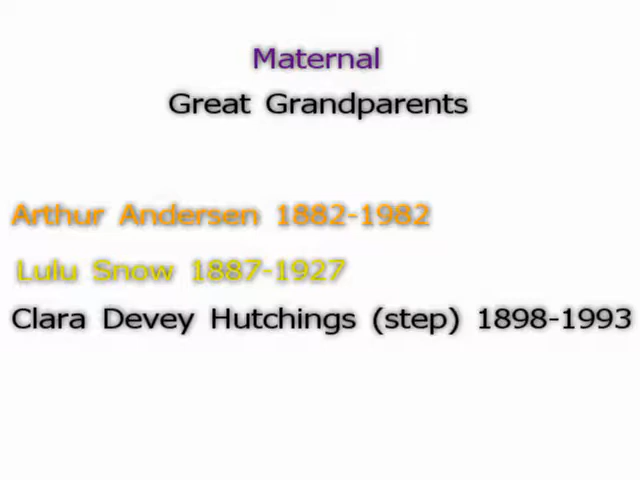 Maternal
Great Grandparents
Arthur Andersen 1882-1982
Lulu Snow 1887-1927
Clara Devey Hutchings (step) 1898-1993